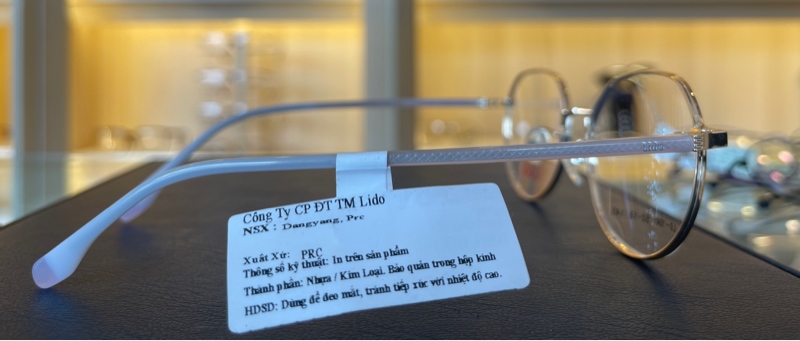 Công Ty CP ĐT TM Lido
NSX : Dangyang, Prc
Xuất Xứ: PRC
Thông số kỹ thuật: In trên sản phẩm
Thành phần: Nhựa / Kim Loại. Bảo quản trong hộp kính
HDSD: Dùng để đeo mắt, tránh tiếp xúc với nhiệt độ cao.